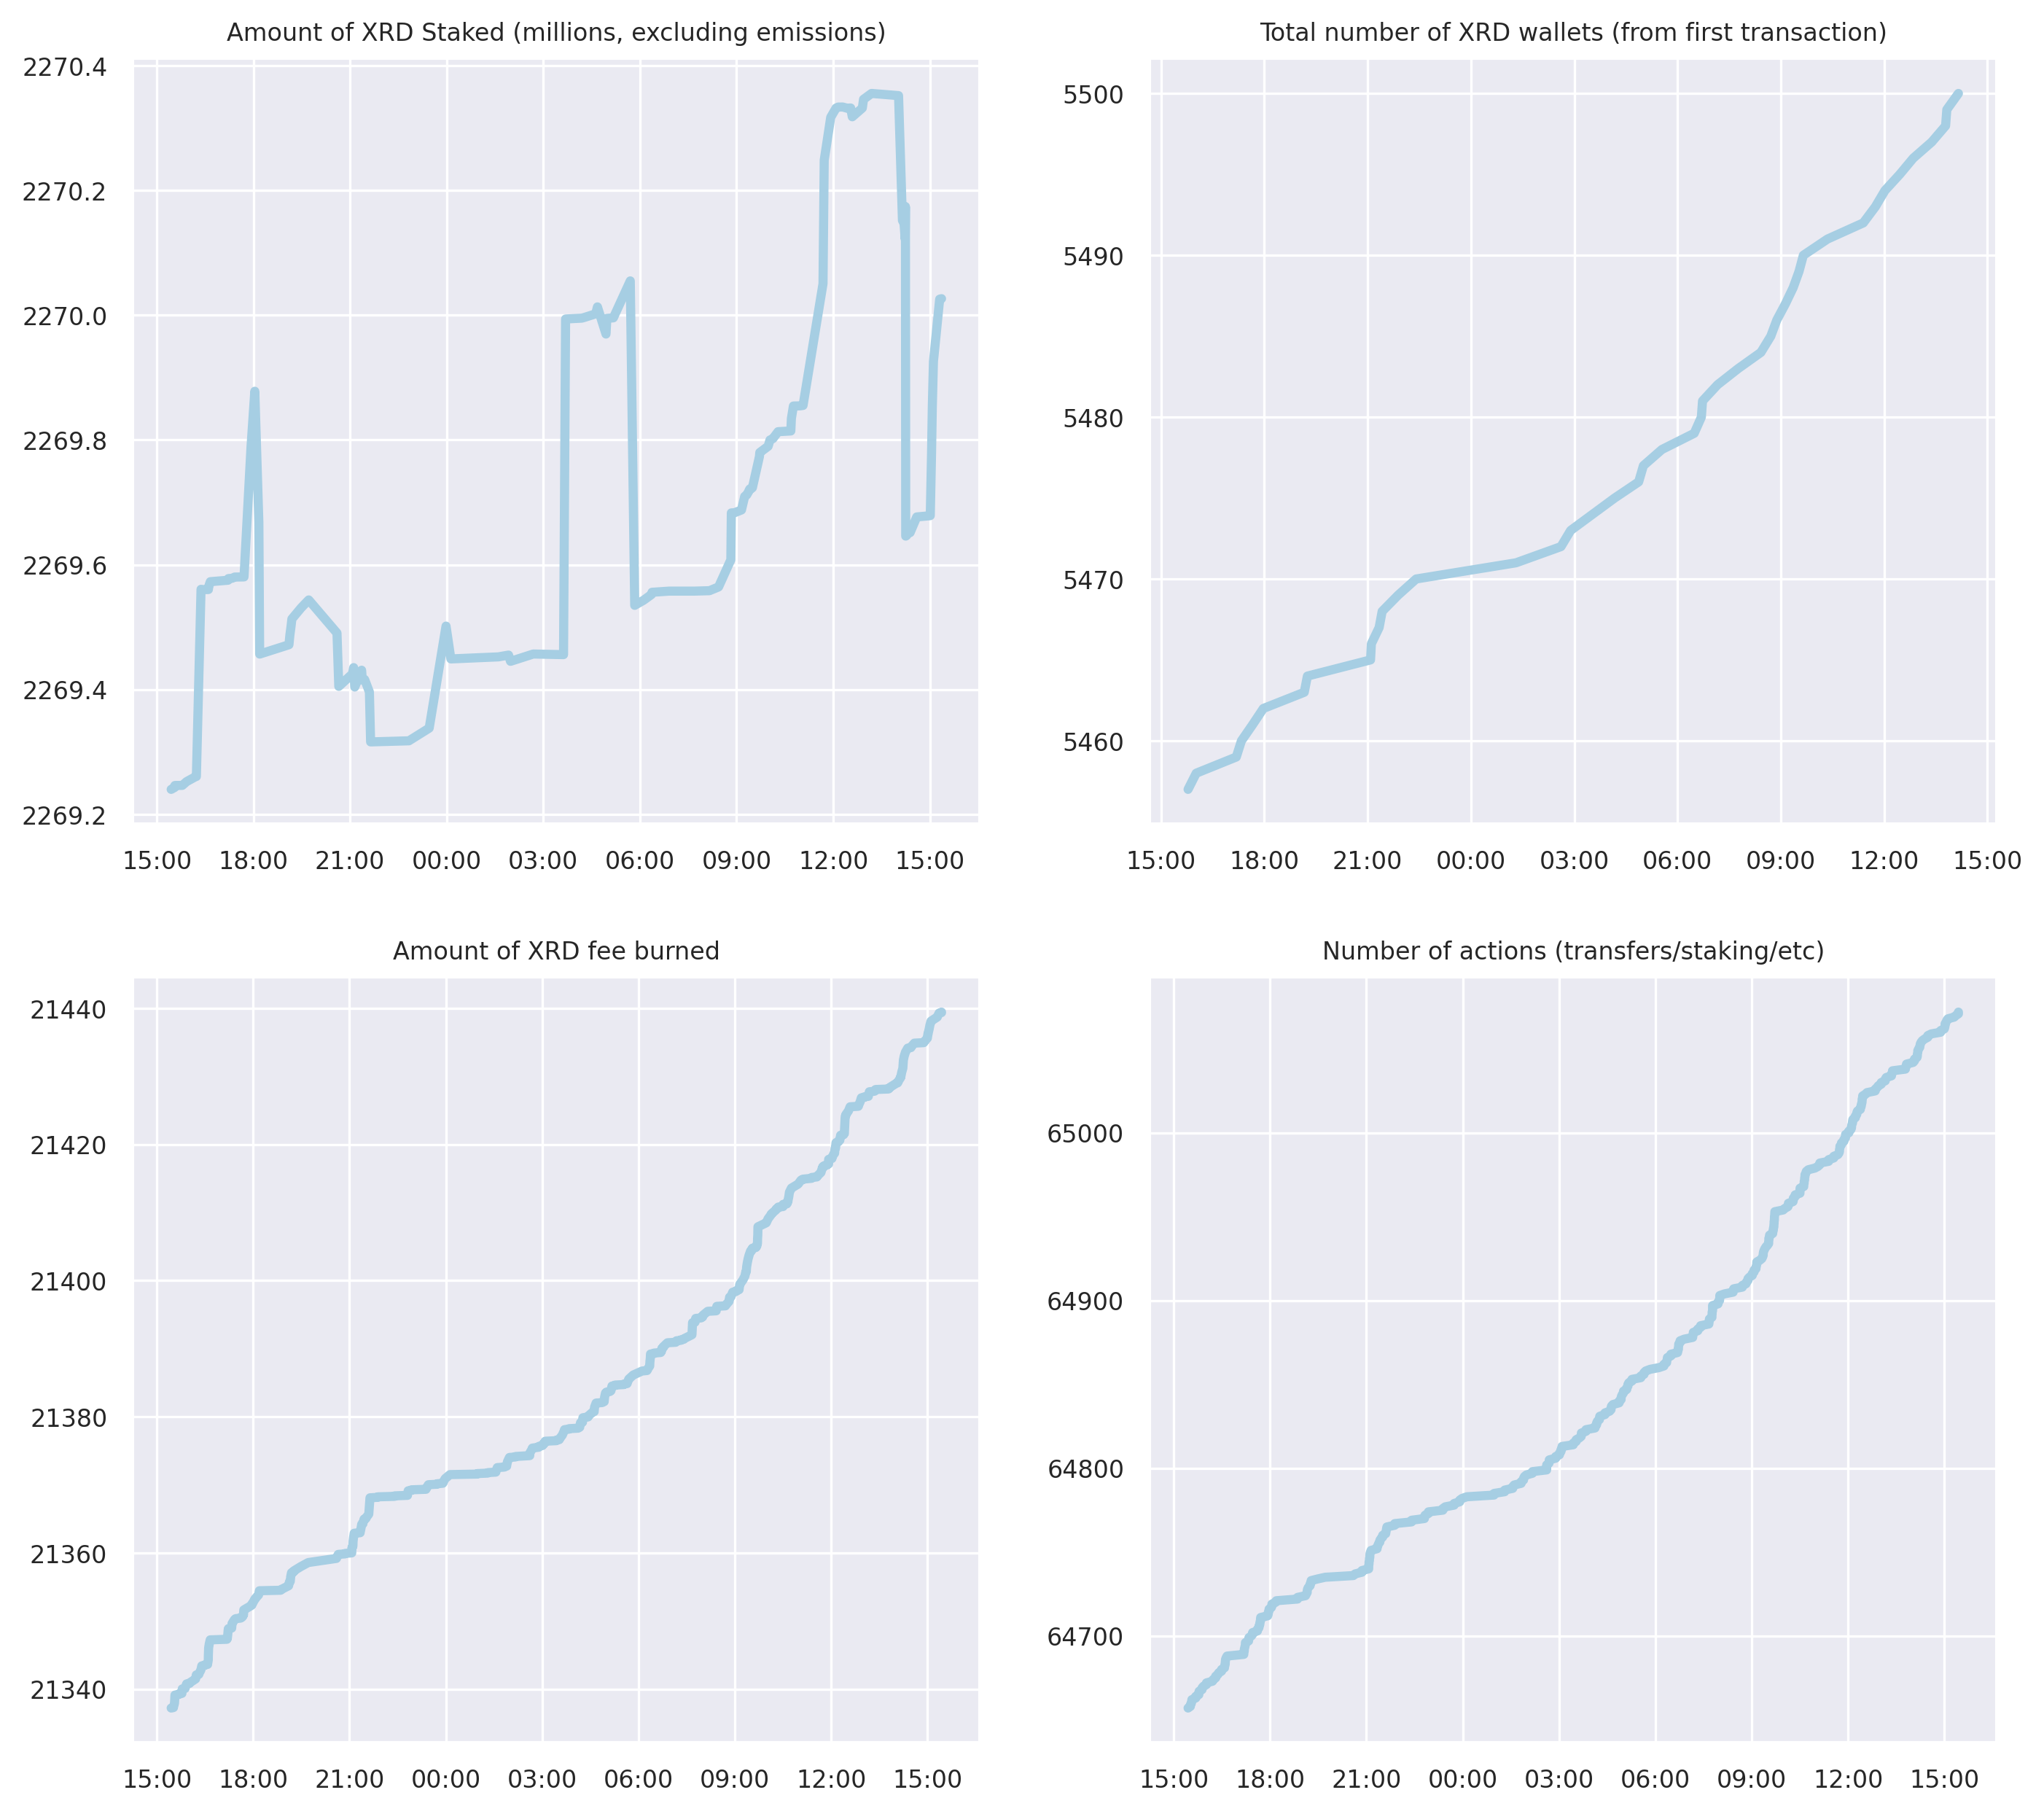 Amount of XRD Staked (millions, excluding emissions)
2270.4
2270.2
2270.0
2269.8
2269.6
2269.4
2269.2
15:00 18:00 21:00 00:00 03:00 06:00 09:00 12:00 15:00
Total number of XRD wallets (from first transaction)
5500
5490
5480
5470
5460
15:00 18:00 21:00 00:00 03:00 06:00 09:00 12:00 15:00
Amount of XRD fee burned
21440
21420
21400
21380
21360
21340
15:00 18:00 21:00 00:00 03:00 06:00 09:00 12:00 15:00
Number of actions (transfers/staking/etc)
65000
64900
64800
64700
15:00 18:00 21:00 00:00 03:00 06:00 09:00 12:00 15:00